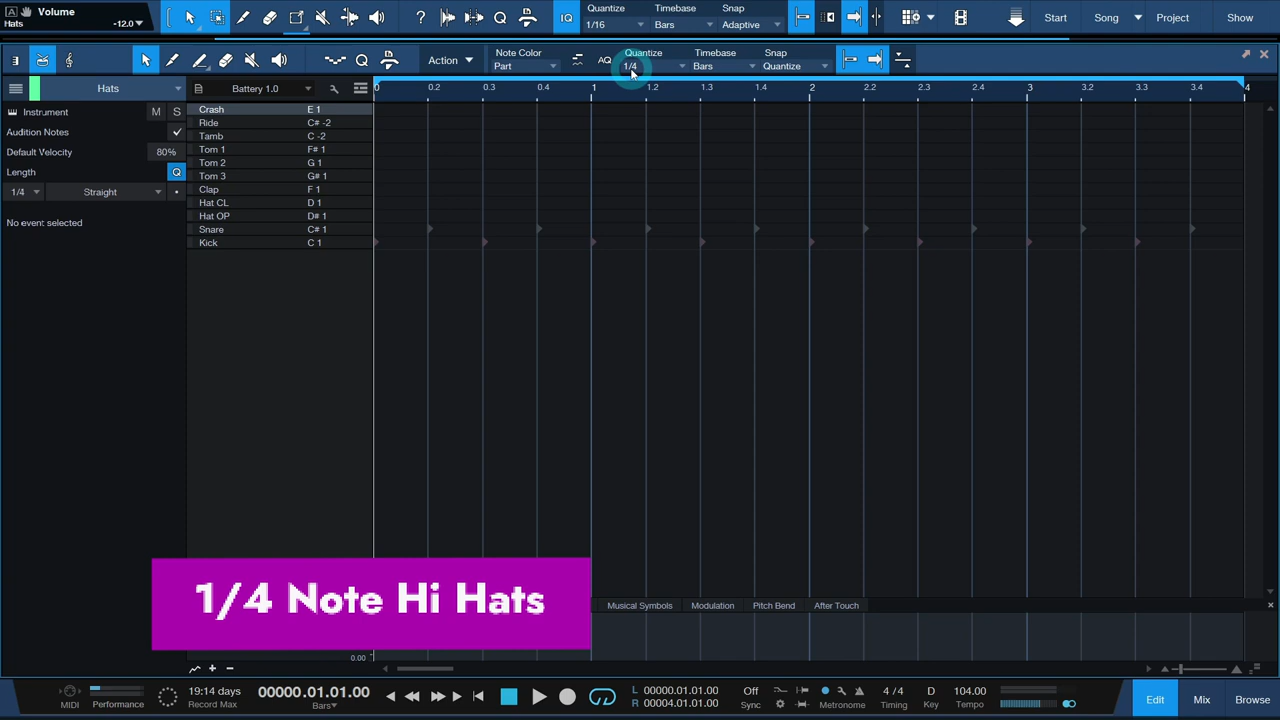 A Volume
Hats -12.0
IQ
Quantize Timebase Snap
1/16 Bars Adaptive
Start Song Project Show
Action
Note Color AQ Quantize Timebase Snap
Part 1/4 Bars Quantize
Hats Battery 1.0
0 0.2 0.3 0.4 1 1.2 1.3 1.4 2 2.2 2.3 2.4 3 3.2 3.3 3.4 4
Instrument M S
Audition Notes
Default Velocity 80%
Length Q
1/4 Straight
No event selected
Crash E 1
Ride C# -2
Tamb C -2
Tom 1 F# 1
Tom 2 G 1
Tom 3 G# 1
Clap F 1
Hat CL D 1
Hat OP D# 1
Snare C# 1
Kick C 1
1/4 Note Hi Hats
Musical Symbols Modulation Pitch Bend After Touch
0.00
MIDI Performance
19:14 days
Record Max
00000.01.01.00
Bars
L 00000.01.01.00
R 00004.01.01.00
Off
Sync
Metronome
4 / 4
Timing
D
Key
104.00
Tempo
Edit Mix Browse